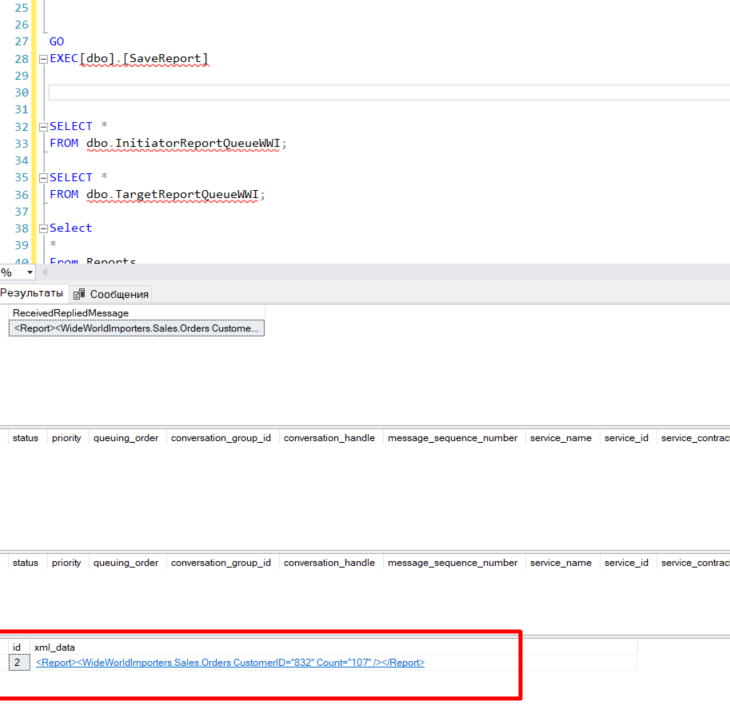 25
26
27 GO
28 EXEC[dbo].[SaveReport]
29
30
31
32 SELECT *
33 FROM dbo.InitiatorReportQueueWWI;
34
35 SELECT *
36 FROM dbo.TargetReportQueueWWI;
37
38 Select
39 *
40 From Reports
%
Результаты Сообщения
ReceivedRepliedMessage
<Report><WideWorldImporters.Sales.Orders Custome...
status priority queuing_order conversation_group_id conversation_handle message_sequence_number service_name service_id service_contrac
status priority queuing_order conversation_group_id conversation_handle message_sequence_number service_name service_id service_contrac
id xml_data
2 <Report><WideWorldImporters.Sales.Orders CustomerID="832" Count="107" /></Report>